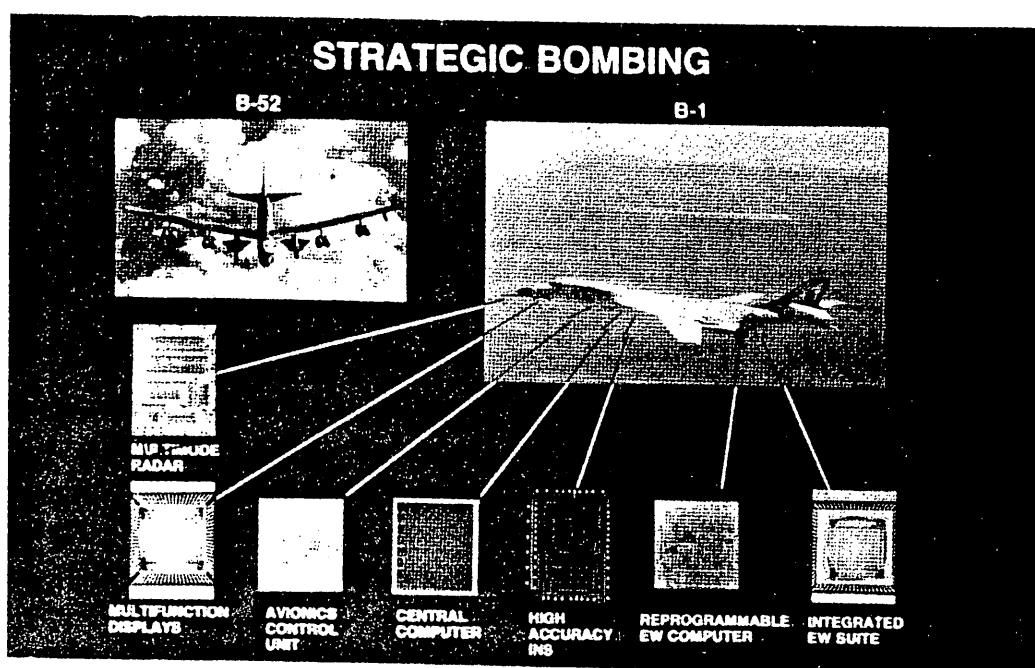 STRATEGIC BOMBING
B-52
B-1
MULTIMODE
RADAR
MULTIFUNCTION
DISPLAYS
AVIONICS
CONTROL
UNIT
CENTRAL
COMPUTER
HIGH
ACCURACY
INS
REPROGRAMMABLE
EW COMPUTER
INTEGRATED
EW SUITE